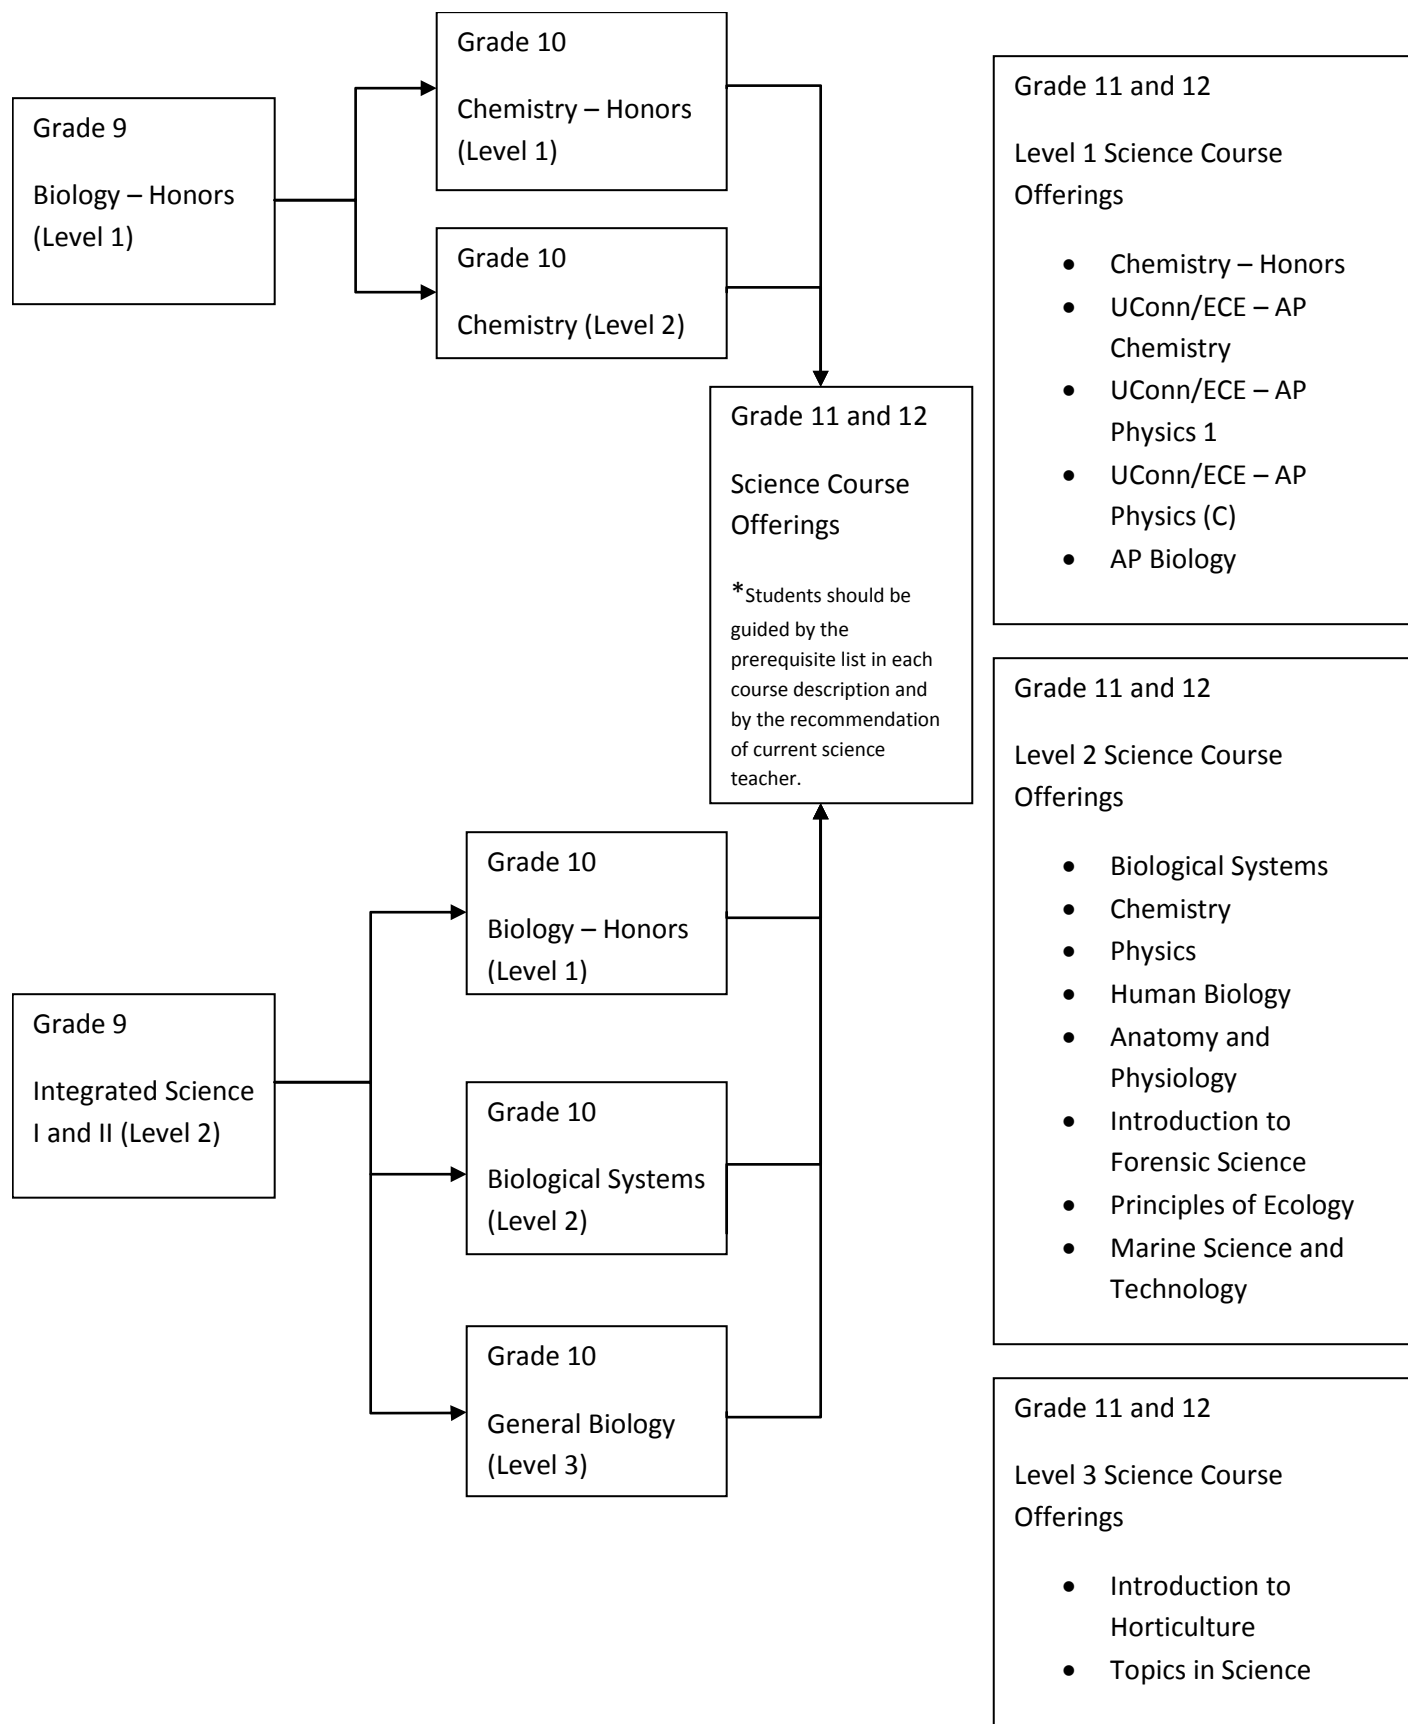 Grade 9
Biology – Honors
(Level 1)
Grade 10
Chemistry – Honors
(Level 1)
Grade 10
Chemistry (Level 2)
Grade 11 and 12
Science Course
Offerings
*Students should be
guided by the
prerequisite list in each
course description and
by the recommendation
of current science
teacher.
Grade 9
Integrated Science
I and II (Level 2)
Grade 10
Biology – Honors
(Level 1)
Grade 10
Biological Systems
(Level 2)
Grade 10
General Biology
(Level 3)
Grade 11 and 12
Level 1 Science Course
Offerings
• Chemistry – Honors
• UConn/ECE – AP
Chemistry
• UConn/ECE – AP
Physics 1
• UConn/ECE – AP
Physics (C)
• AP Biology
Grade 11 and 12
Level 2 Science Course
Offerings
• Biological Systems
• Chemistry
• Physics
• Human Biology
• Anatomy and
Physiology
• Introduction to
Forensic Science
• Principles of Ecology
• Marine Science and
Technology
Grade 11 and 12
Level 3 Science Course
Offerings
• Introduction to
Horticulture
• Topics in Science